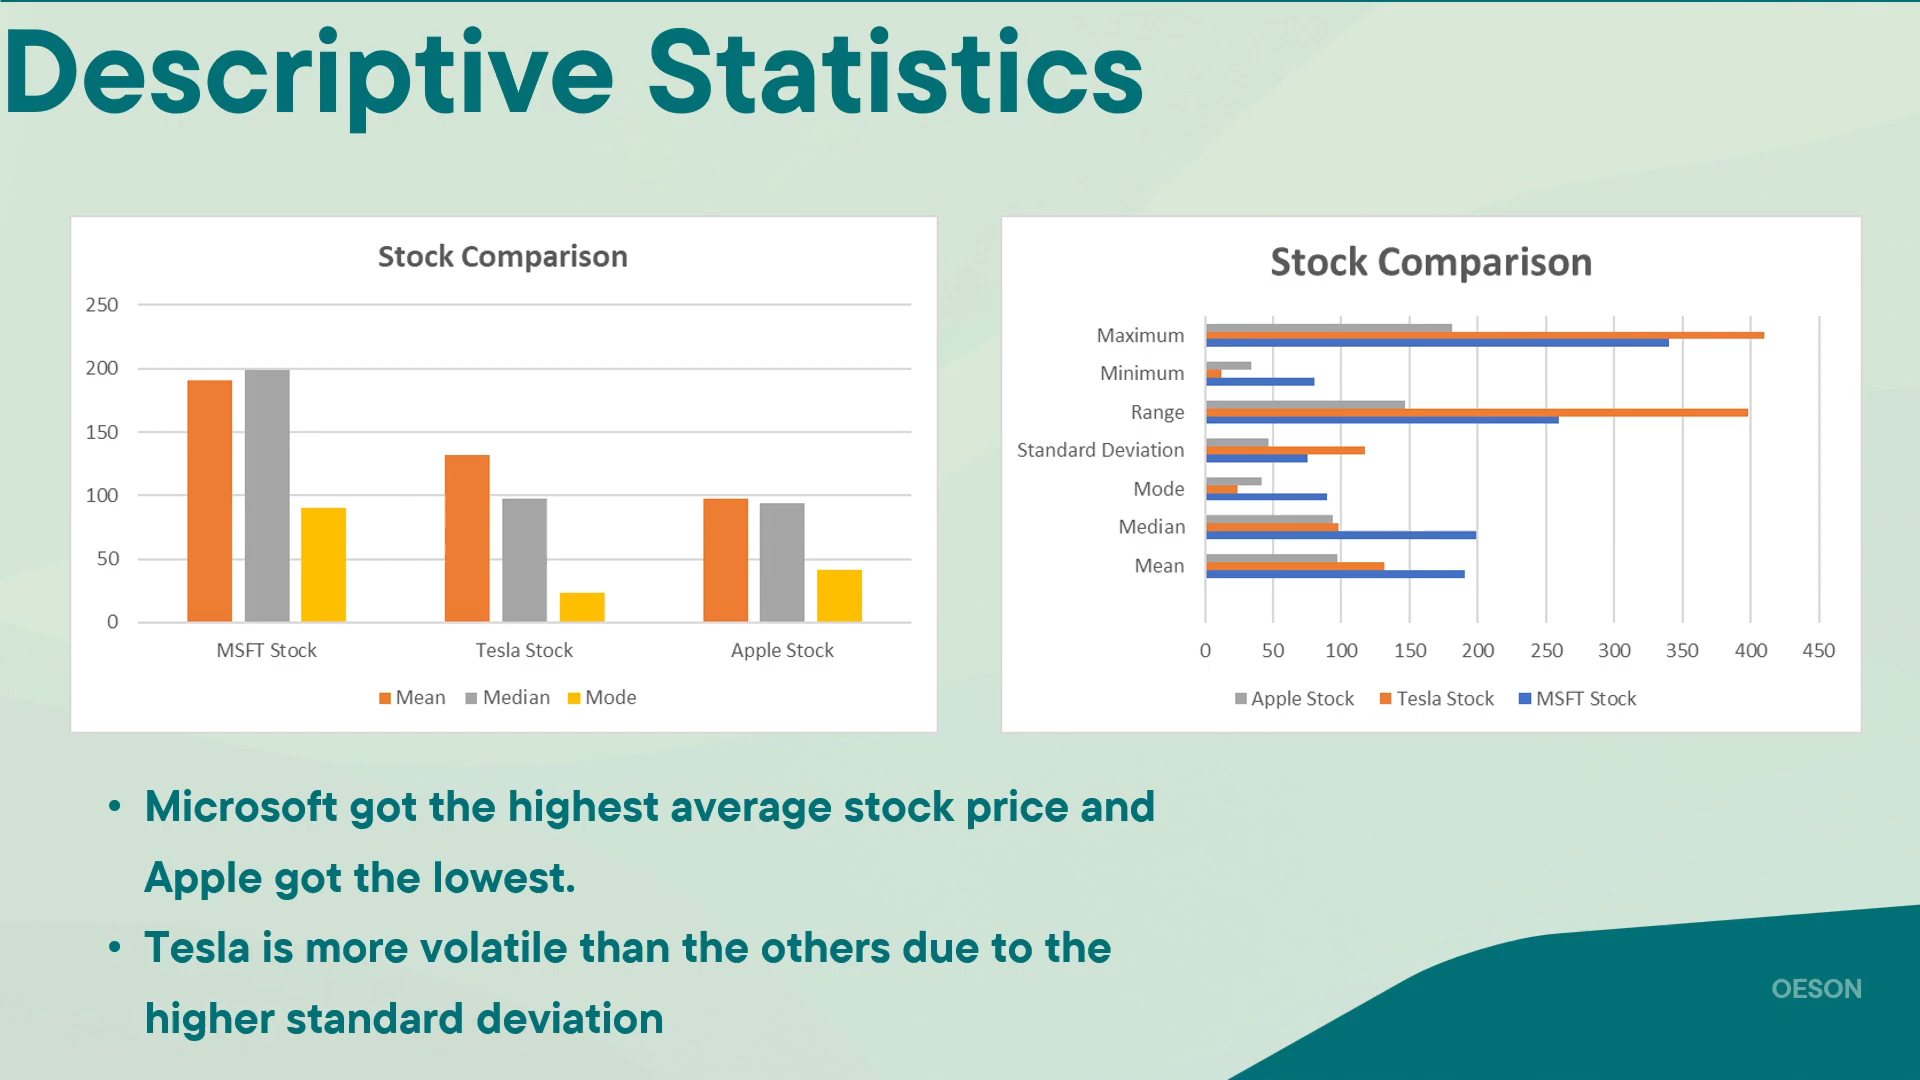 Descriptive Statistics
Stock Comparison
250
200
150
100
50
0
MSFT Stock Tesla Stock Apple Stock
Mean Median Mode
Stock Comparison
Maximum
Minimum
Range
Standard Deviation
Mode
Median
Mean
0 50 100 150 200 250 300 350 400 450
Apple Stock Tesla Stock MSFT Stock
• Microsoft got the highest average stock price and
Apple got the lowest.
• Tesla is more volatile than the others due to the
higher standard deviation
OESON